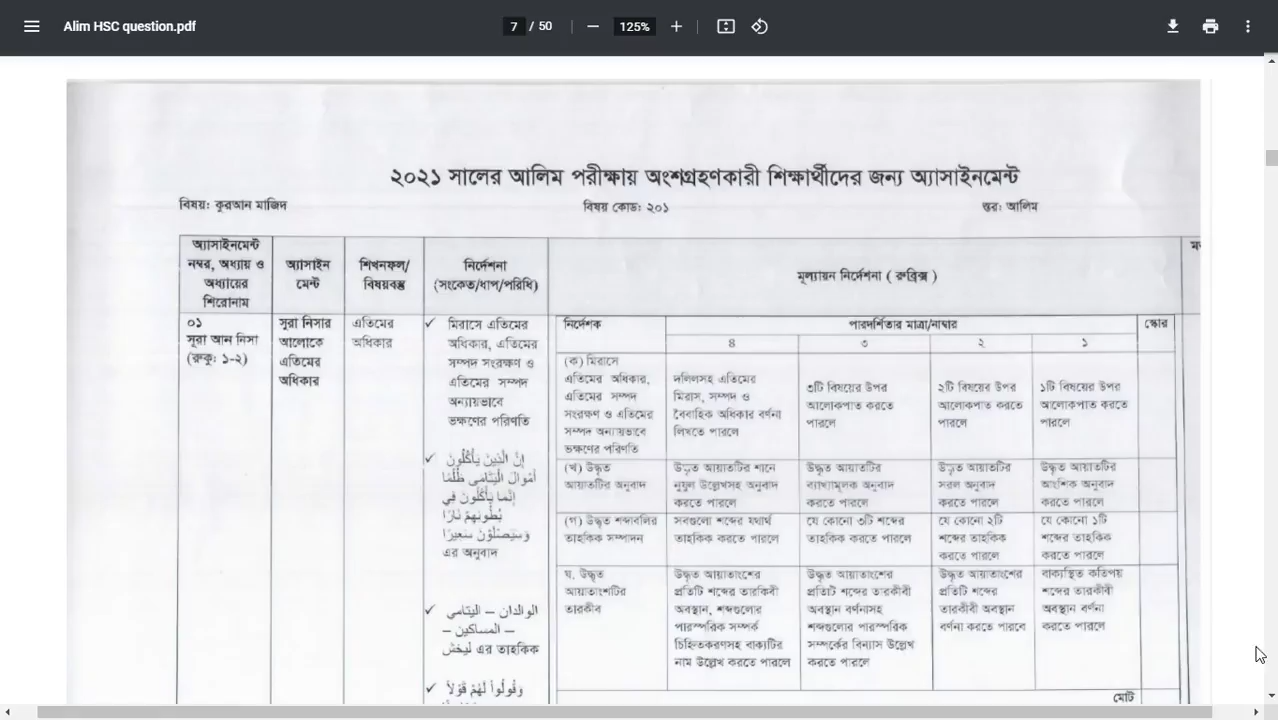 Alim HSC question.pdf
7 / 50
125%
২০২১ সালের আলিম পরীক্ষায় অংশগ্রহণকারী শিক্ষার্থীদের জন্য অ্যাসাইনমেন্ট
বিষয়: কুরআন মাজিদ
বিষয় কোড: ২০১
স্তর: আলিম
অ্যাসাইনমেন্ট
নম্বর, অধ্যায় ও
অধ্যায়ের
শিরোনাম
অ্যাসাইন
মেন্ট
শিখনফল/
বিষয়বস্তু
নির্দেশনা
(সংকেত/ধাপ/পরিধি)
মূল্যায়ন নির্দেশনা ( রুব্রিক্স )
০১
সূরা আন নিসা
(রুকু: ১-২)
সূরা নিসার
আলোকে
এতিমের
অধিকার
এতিমের
অধিকার
✓ মিরাসে এতিমের
অধিকার, এতিমের
সম্পদ সংরক্ষণ ও
এতিমের সম্পদ
অন্যায়ভাবে
ভক্ষণের পরিণতি
✓ إِنَّ الَّذِينَ يَأْكُلُونَ
أَمْوَالَ الْيَتَامَى ظُلْمًا
إِنَّمَا يَأْكُلُونَ فِي
بُطُونِهِمْ نَارًا
وَسَيَصْلَوْنَ سَعِيرًا
এর অনুবাদ
✓ الوالدان – اليتامي
– المساكين –
لْيَخْشَ এর তাহকিক
✓ وَقُولُوا لَهُمْ قَوْلًا
নির্দেশক
পারদর্শিতার মাত্রা/নাম্বার
স্কোর
৪
৩
২
১
(ক) মিরাসে
এতিমের অধিকার,
এতিমের সম্পদ
সংরক্ষণ ও এতিমের
সম্পদ অন্যায়ভাবে
ভক্ষণের পরিণতি
দলিলসহ এতিমের
মিরাস, সম্পদ ও
বৈবাহিক অধিকার বর্ণনা
লিখতে পারলে
৩টি বিষয়ের উপর
আলোকপাত করতে
পারলে
২টি বিষয়ের উপর
আলোকপাত করতে
পারলে
১টি বিষয়ের উপর
আলোকপাত করতে
পারলে
(খ) উদ্ধৃত
আয়াতটির অনুবাদ
উদ্ধৃত আয়াতটির শানে
নুযুল উল্লেখসহ অনুবাদ
করতে পারলে
উদ্ধৃত আয়াতটির
ব্যাখ্যামূলক অনুবাদ
করতে পারলে
উদ্ধৃত আয়াতটির
সরল অনুবাদ
করতে পারলে
উদ্ধৃত আয়াতটির
আংশিক অনুবাদ
করতে পারলে
(গ) উদ্ধৃত শব্দাবলির
তাহকিক সম্পাদন
সবগুলো শব্দের যথার্থ
তাহকিক করতে পারলে
যে কোনো ৩টি শব্দের
তাহকিক করতে পারলে
যে কোনো ২টি
শব্দের তাহকিক
করতে পারলে
যে কোনো ১টি
শব্দের তাহকিক
করতে পারলে
ঘ. উদ্ধৃত
আয়াতাংশটির
তারকীব
উদ্ধৃত আয়াতাংশের
প্রতিটি শব্দের তারকিবী
অবস্থান, শব্দগুলোর
পারস্পরিক সম্পর্ক
চিহ্নিতকরণসহ বাক্যটির
নাম উল্লেখ করতে পারলে
উদ্ধৃত আয়াতাংশের
প্রতিটি শব্দের তারকীবী
অবস্থান বর্ণনাসহ
শব্দগুলোর পারস্পরিক
সম্পর্কের বিন্যাস উল্লেখ
করতে পারলে
উদ্ধৃত আয়াতাংশের
প্রতিটি শব্দের
তারকীবী অবস্থান
বর্ণনা করতে পারবে
বাক্যস্থিত কতিপয়
শব্দের তারকীবী
অবস্থান বর্ণনা
করতে পারলে
মোট